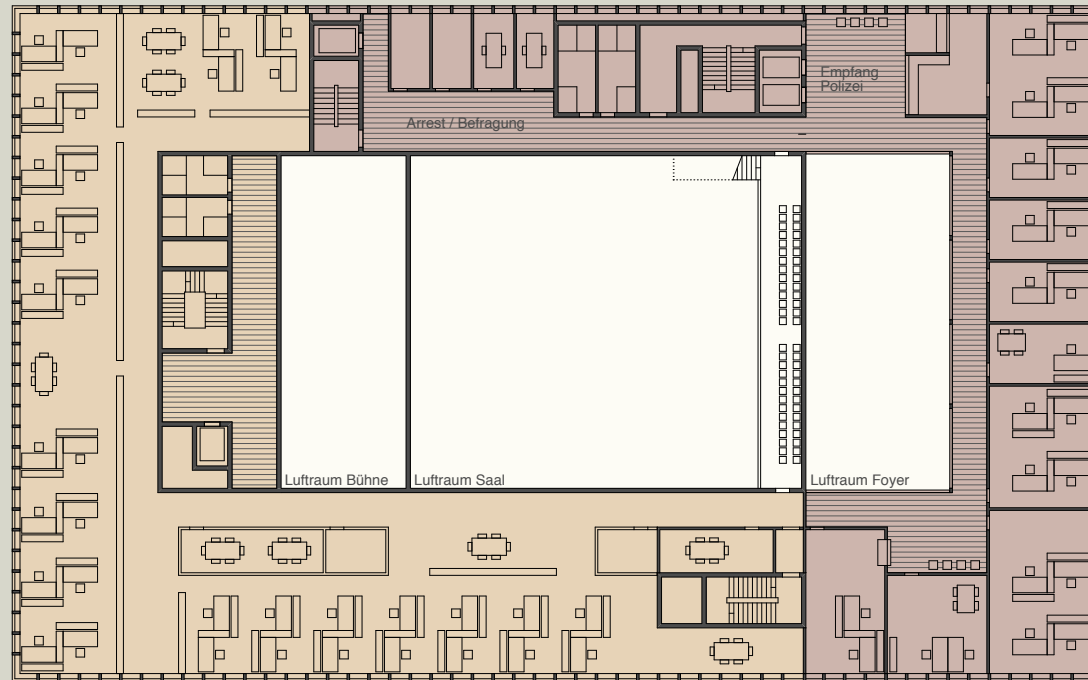 Empfang
Polizei
Arrest / Befragung
Luftraum Bühne
Luftraum Saal
Luftraum Foyer